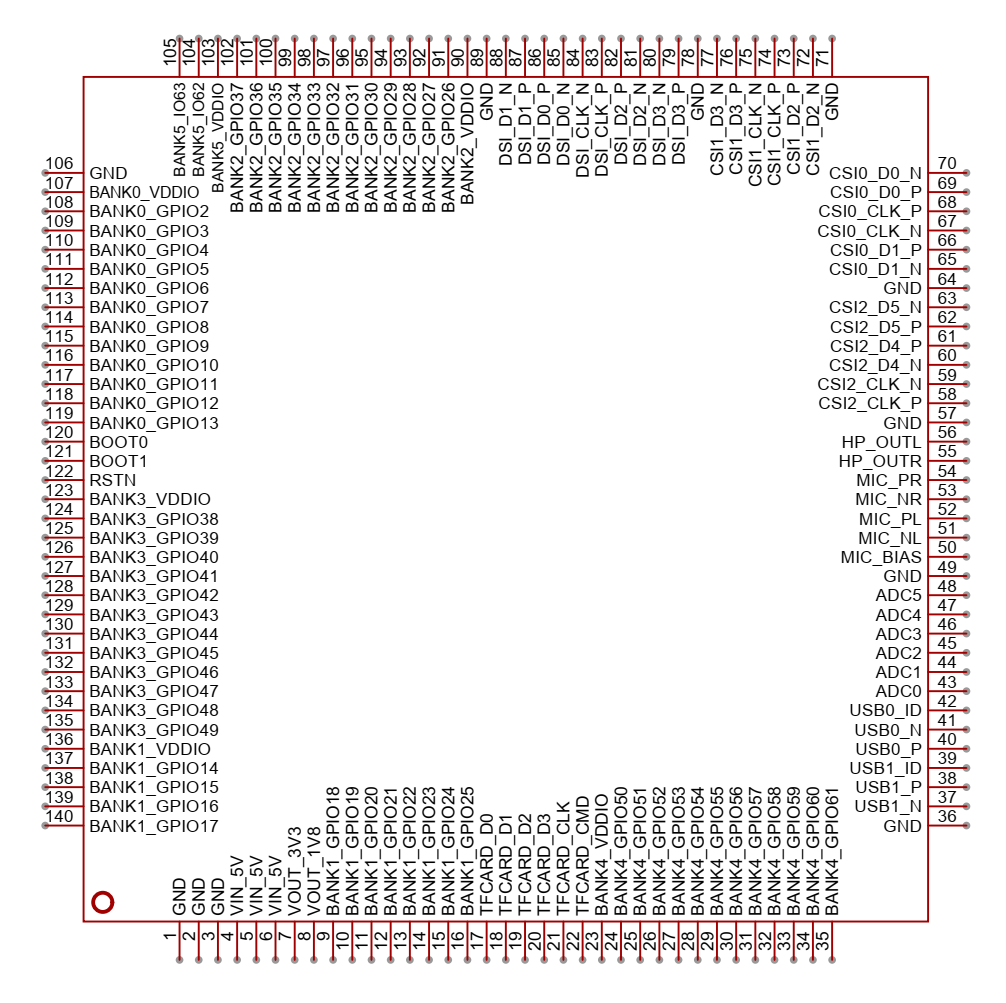 105 BANK5_IO63
104 BANK5_IO62
103 BANK5_VDDIO
102 BANK2_GPIO37
101 BANK2_GPIO36
100 BANK2_GPIO35
99 BANK2_GPIO34
98 BANK2_GPIO33
97 BANK2_GPIO32
96 BANK2_GPIO31
95 BANK2_GPIO30
94 BANK2_GPIO29
93 BANK2_GPIO28
92 BANK2_GPIO27
91 BANK2_GPIO26
90 BANK2_VDDIO
89 GND
88 DSI_D1_N
87 DSI_D1_P
86 DSI_D0_P
85 DSI_D0_N
84 DSI_CLK_N
83 DSI_CLK_P
82 DSI_D2_P
81 DSI_D2_N
80 DSI_D3_N
79 DSI_D3_P
78 GND
77 CSI1_D3_N
76 CSI1_D3_P
75 CSI1_CLK_N
74 CSI1_CLK_P
73 CSI1_D2_P
72 CSI1_D2_N
71 GND
106 GND
107 BANK0_VDDIO
108 BANK0_GPIO2
109 BANK0_GPIO3
110 BANK0_GPIO4
111 BANK0_GPIO5
112 BANK0_GPIO6
113 BANK0_GPIO7
114 BANK0_GPIO8
115 BANK0_GPIO9
116 BANK0_GPIO10
117 BANK0_GPIO11
118 BANK0_GPIO12
119 BANK0_GPIO13
120 BOOT0
121 BOOT1
122 RSTN
123 BANK3_VDDIO
124 BANK3_GPIO38
125 BANK3_GPIO39
126 BANK3_GPIO40
127 BANK3_GPIO41
128 BANK3_GPIO42
129 BANK3_GPIO43
130 BANK3_GPIO44
131 BANK3_GPIO45
132 BANK3_GPIO46
133 BANK3_GPIO47
134 BANK3_GPIO48
135 BANK3_GPIO49
136 BANK1_VDDIO
137 BANK1_GPIO14
138 BANK1_GPIO15
139 BANK1_GPIO16
140 BANK1_GPIO17
CSI0_D0_N 70
CSI0_D0_P 69
CSI0_CLK_P 68
CSI0_CLK_N 67
CSI0_D1_P 66
CSI0_D1_N 65
GND 64
CSI2_D5_N 63
CSI2_D5_P 62
CSI2_D4_P 61
CSI2_D4_N 60
CSI2_CLK_N 59
CSI2_CLK_P 58
GND 57
HP_OUTL 56
HP_OUTR 55
MIC_PR 54
MIC_NR 53
MIC_PL 52
MIC_NL 51
MIC_BIAS 50
GND 49
ADC5 48
ADC4 47
ADC3 46
ADC2 45
ADC1 44
ADC0 43
USB0_ID 42
USB0_N 41
USB0_P 40
USB1_ID 39
USB1_P 38
USB1_N 37
GND 36
1 GND
2 GND
3 GND
4 VIN_5V
5 VIN_5V
6 VIN_5V
7 VOUT_3V3
8 VOUT_1V8
9 BANK1_GPIO18
10 BANK1_GPIO19
11 BANK1_GPIO20
12 BANK1_GPIO21
13 BANK1_GPIO22
14 BANK1_GPIO23
15 BANK1_GPIO24
16 BANK1_GPIO25
17 TFCARD_D0
18 TFCARD_D1
19 TFCARD_D2
20 TFCARD_D3
21 TFCARD_CLK
22 TFCARD_CMD
23 BANK4_VDDIO
24 BANK4_GPIO50
25 BANK4_GPIO51
26 BANK4_GPIO52
27 BANK4_GPIO53
28 BANK4_GPIO54
29 BANK4_GPIO55
30 BANK4_GPIO56
31 BANK4_GPIO57
32 BANK4_GPIO58
33 BANK4_GPIO59
34 BANK4_GPIO60
35 BANK4_GPIO61